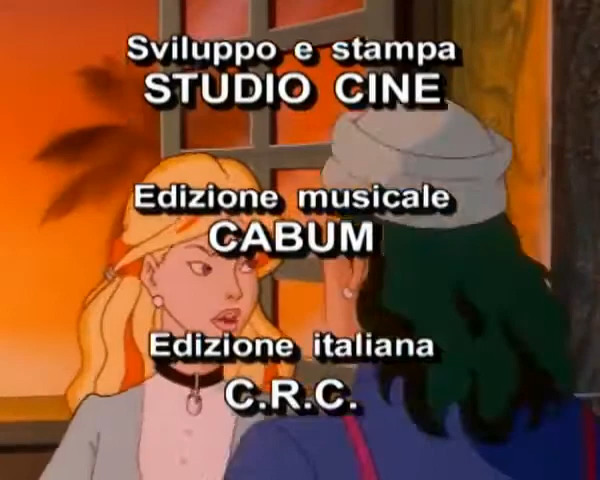 Sviluppo e stampa
STUDIO CINE
Edizione musicale
CABUM
Edizione italiana
C.R.C.